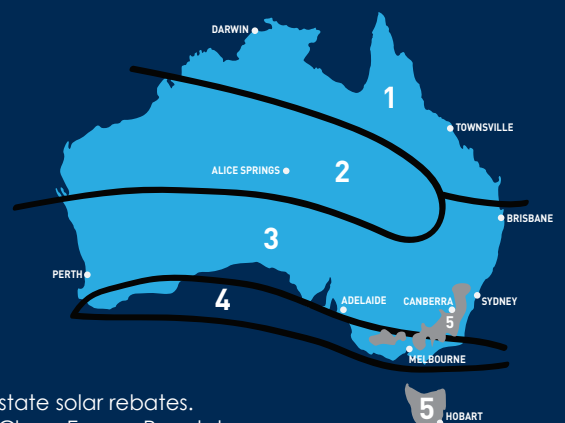 DARWIN
1
TOWNSVILLE
ALICE SPRINGS
2
BRISBANE
3
PERTH
4
ADELAIDE
CANBERRA
SYDNEY
5
MELBOURNE
state solar rebates.
5
HOBART